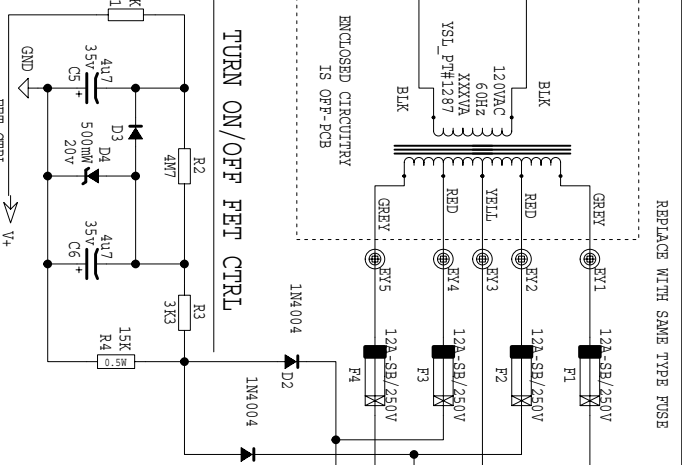 REPLACE WITH SAME TYPE FUSE
GREY
EY1
12A-SB/250V
F1
BLK
RED
EY2
12A-SB/250V
F2
120VAC
60Hz
XXXVA
YSL_PT#1287
YELL
EY3
BLK
RED
EY4
12A-SB/250V
F3
GREY
EY5
12A-SB/250V
F4
ENCLOSED CIRCUITRY
IS OFF-PCB
1N4004
D2
1N4004
TURN ON/OFF FET CTRL
R2
4M7
R3
3K3
15K
R4
0.5W
4u7
35v
C5
+
D3
D4
500mW
20v
4u7
35v
C6
+
GND
V+